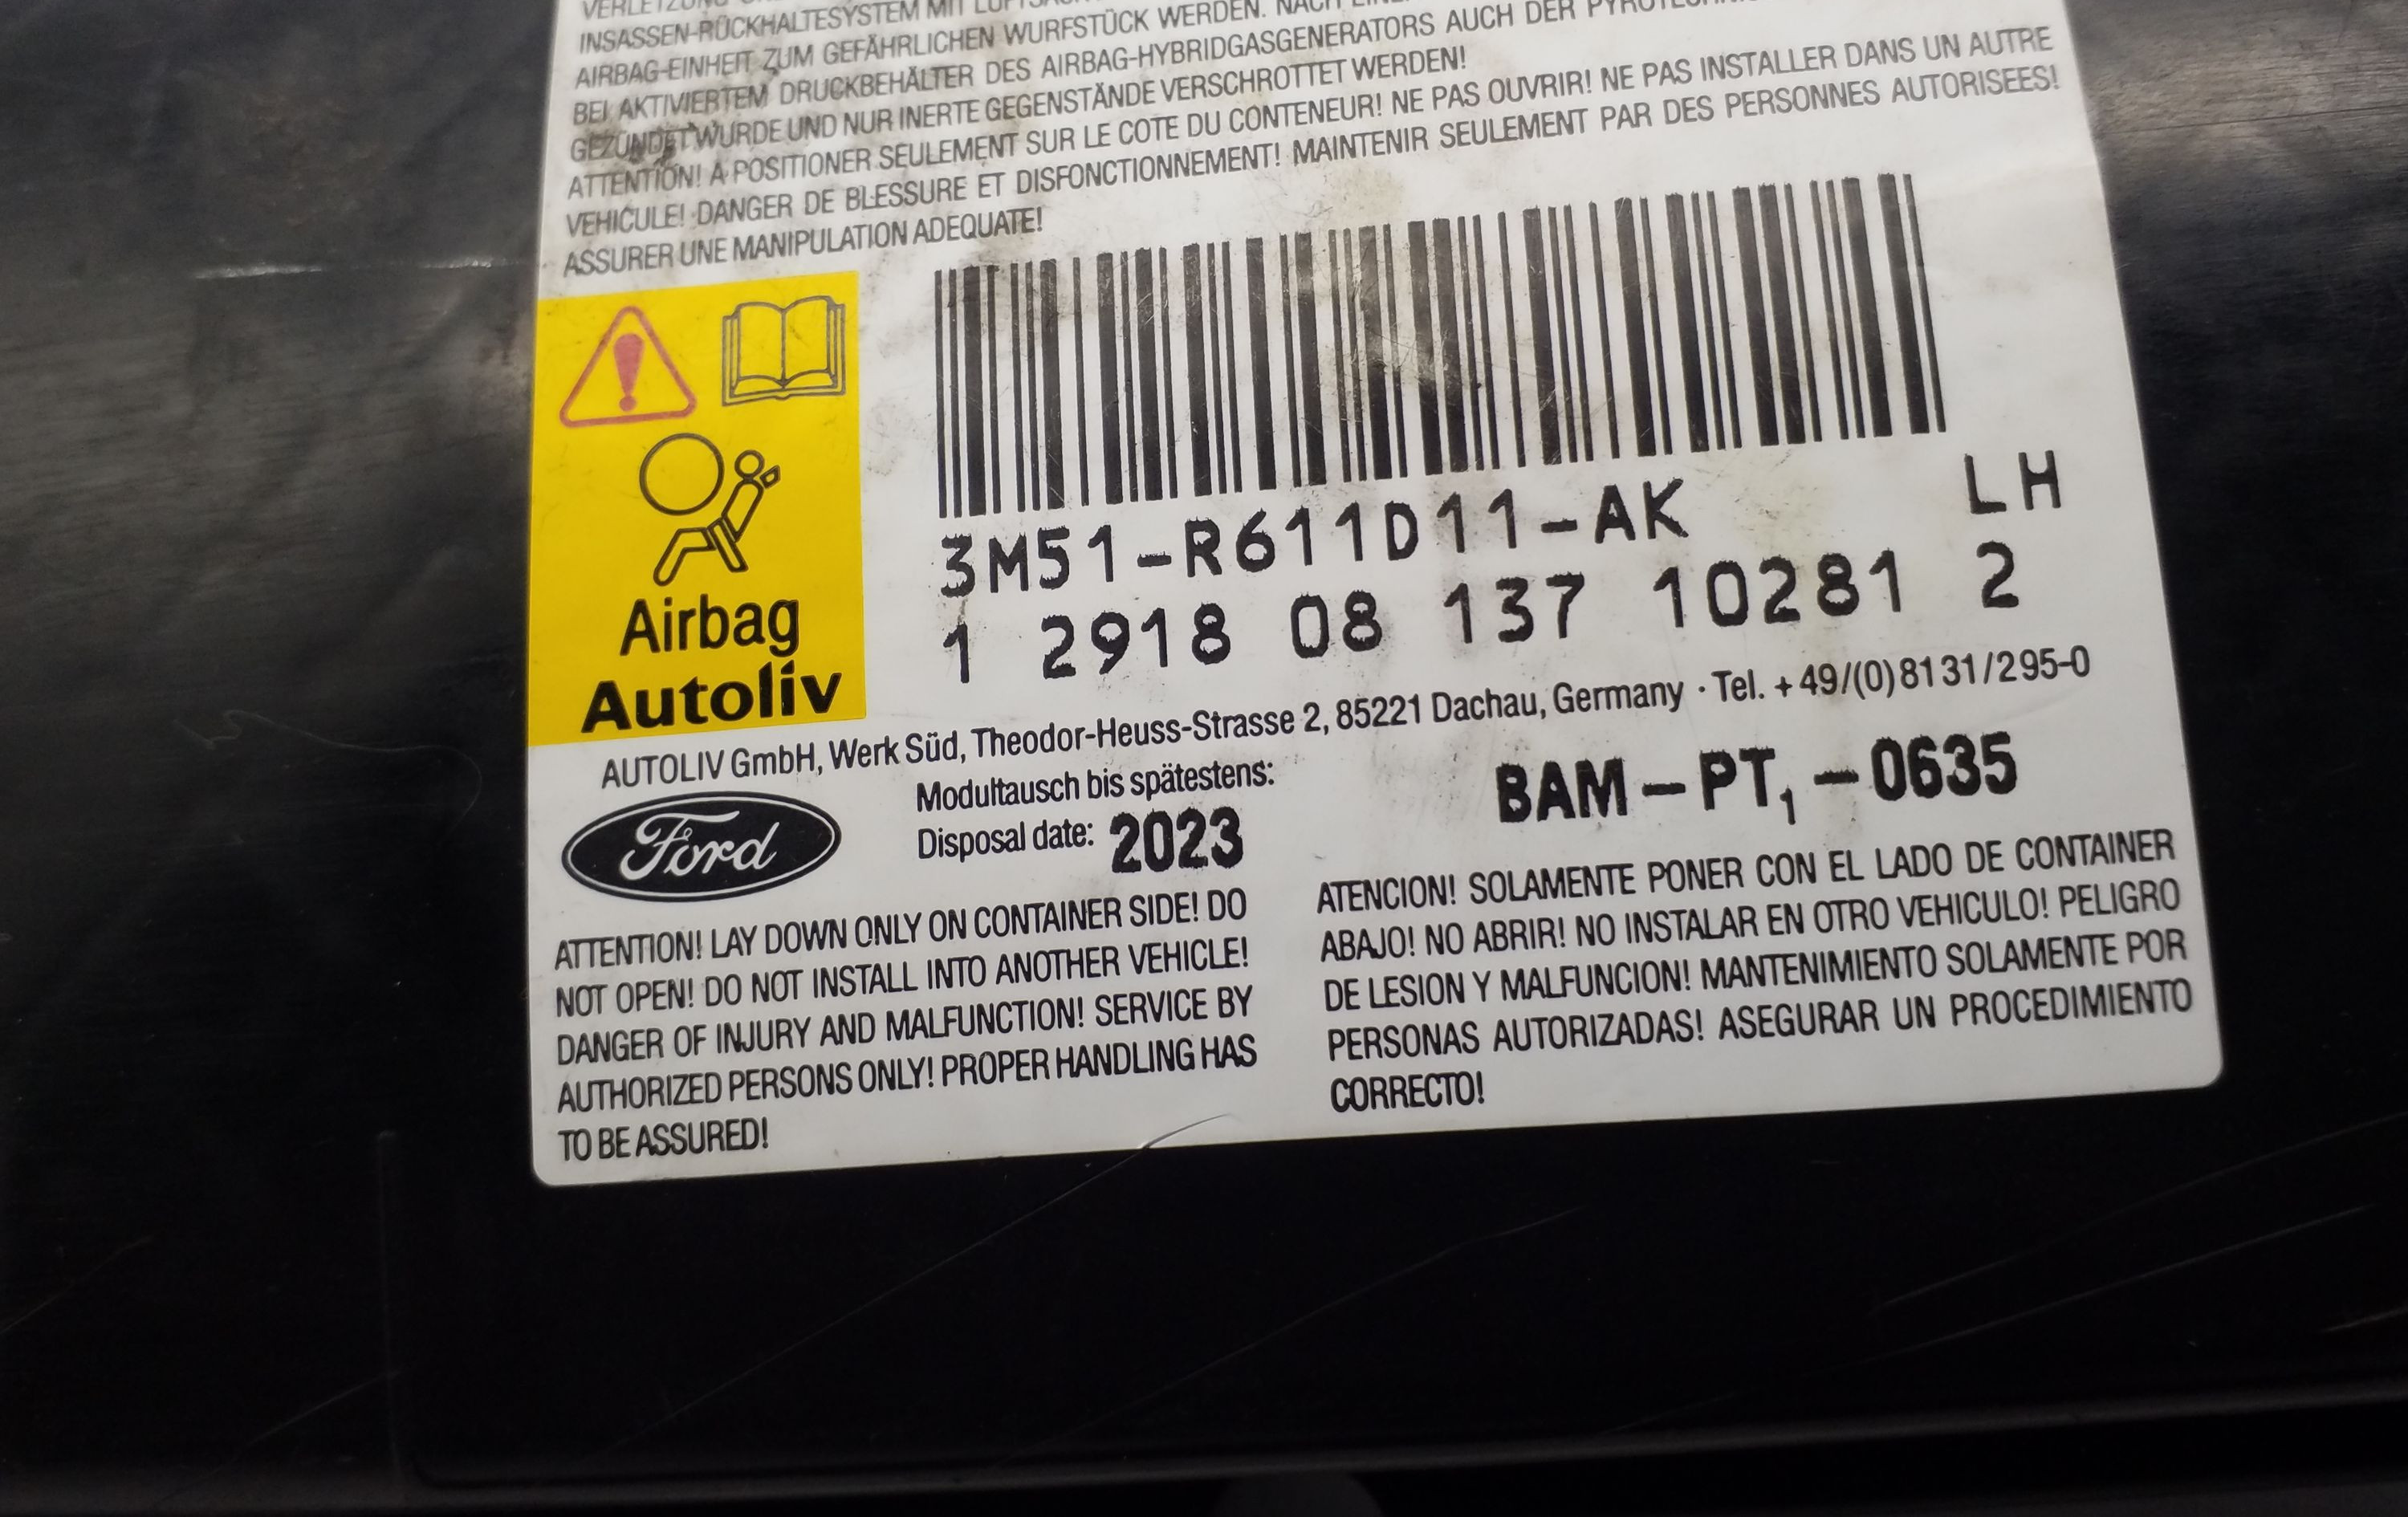 INSASSEN-RÜCKHALTESYSTEM MIT
AIRBAG-EINHEIT ZUM GEFÄHRLICHEN WURFSTÜCK WERDEN. NACH
BEI AKTIVIERTEM DRUCKBEHÄLTER DES AIRBAG-HYBRIDGASGENERATORS AUCH DER
GEZÜNDET WURDE UND NUR INERTE GEGENSTÄNDE VERSCHROTTET WERDEN!
ATTENTION! A POSITIONER SEULEMENT SUR LE COTE DU CONTENEUR! NE PAS OUVRIR! NE PAS INSTALLER DANS UN AUTRE
VEHICULE! DANGER DE BLESSURE ET DISFONCTIONNEMENT! MAINTENIR SEULEMENT PAR DES PERSONNES AUTORISEES!
ASSURER UNE MANIPULATION ADEQUATE!
Airbag
Autoliv
3M51-R611D11-AK LH
1 2918 08 137 10281 2
AUTOLIV GmbH, Werk Süd, Theodor-Heuss-Strasse 2, 85221 Dachau, Germany · Tel. + 49/(0)8131/295-0
Ford
Modultausch bis spätestens:
Disposal date: 2023
BAM-PT₁-0635
ATTENTION! LAY DOWN ONLY ON CONTAINER SIDE! DO
NOT OPEN! DO NOT INSTALL INTO ANOTHER VEHICLE!
DANGER OF INJURY AND MALFUNCTION! SERVICE BY
AUTHORIZED PERSONS ONLY! PROPER HANDLING HAS
TO BE ASSURED!
ATENCION! SOLAMENTE PONER CON EL LADO DE CONTAINER
ABAJO! NO ABRIR! NO INSTALAR EN OTRO VEHICULO! PELIGRO
DE LESION Y MALFUNCION! MANTENIMIENTO SOLAMENTE POR
PERSONAS AUTORIZADAS! ASEGURAR UN PROCEDIMIENTO
CORRECTO!